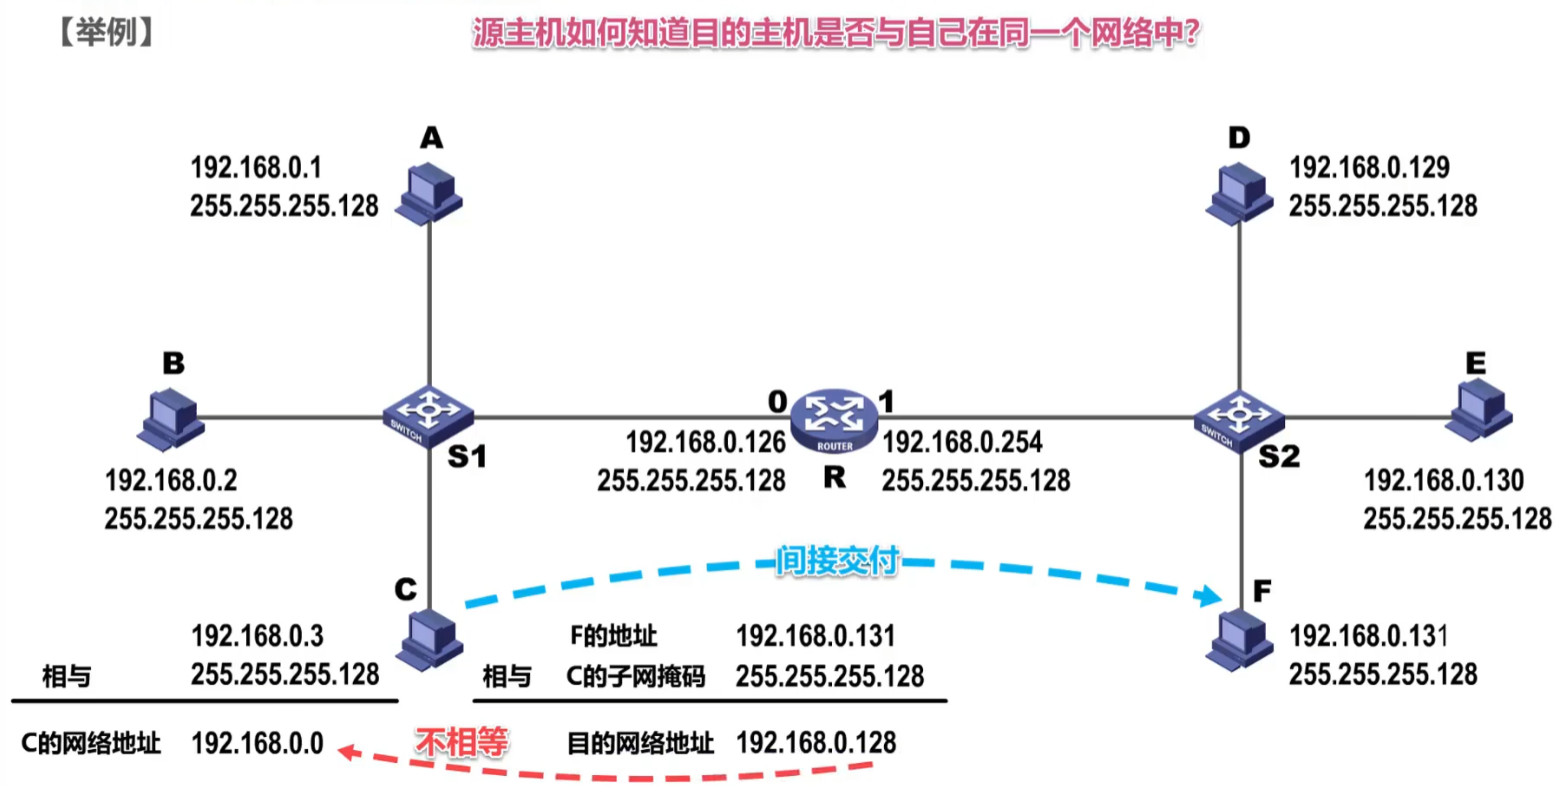 【举例】
源主机如何知道目的主机是否与自己在同一个网络中?
A
192.168.0.1
255.255.255.128
D
192.168.0.129
255.255.255.128
B
192.168.0.2
255.255.255.128
SWITCH
S1
0
1
192.168.0.126
255.255.255.128
ROUTER
R
192.168.0.254
255.255.255.128
SWITCH
S2
E
192.168.0.130
255.255.255.128
间接交付
C
192.168.0.3
相与 255.255.255.128
C的网络地址 192.168.0.0
F的地址 192.168.0.131
相与 C的子网掩码 255.255.255.128
不相等
目的网络地址 192.168.0.128
F
192.168.0.131
255.255.255.128